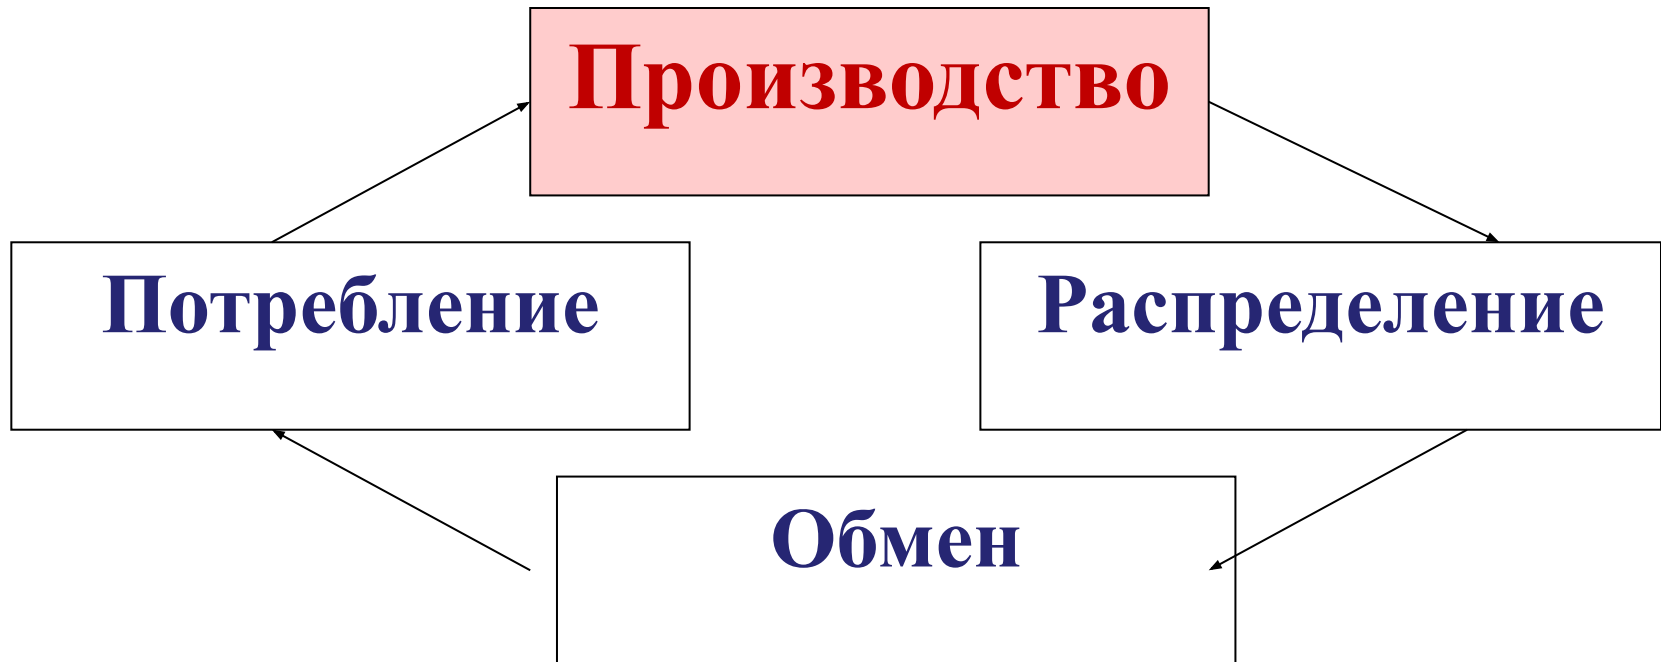 Производство
Потребление
Распределение
Обмен